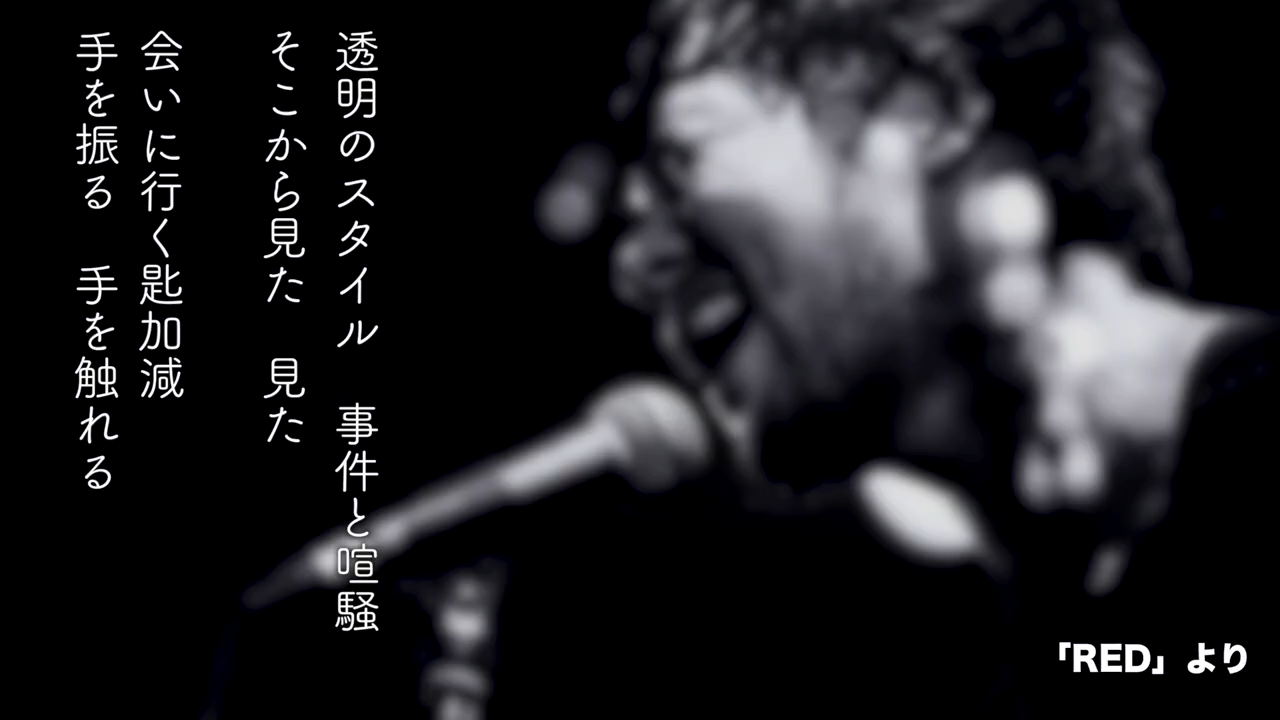 透明のスタイル　事件と喧騒
そこから見た　見た
会いに行く匙加減
手を振る　手を触れる
「RED」より